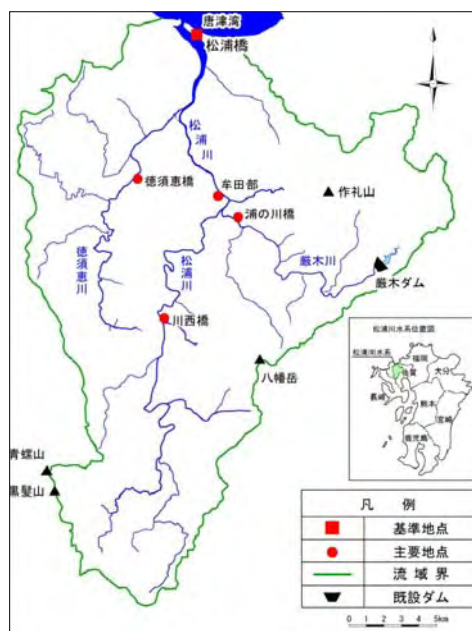 唐津湾
松浦橋
松浦川
徳須恵橋
牟田部
作礼山
浦の川橋
徳須恵川
松浦川
厳木川
厳木ダム
川西橋
八幡岳
青螺山
黒髪山
松浦川水系位置図
松浦川水系
福岡
佐賀
大分
長崎
熊本
宮崎
鹿児島
凡 例
基準地点
主要地点
流域界
既設ダム
0 1 2 3 4 5km